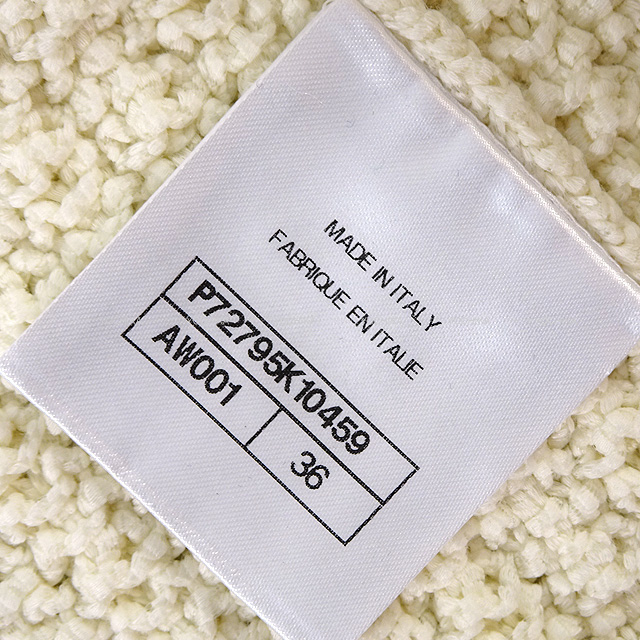 MADE IN ITALY
FABRIQUE EN ITALIE
P72795K10459
AW001 36